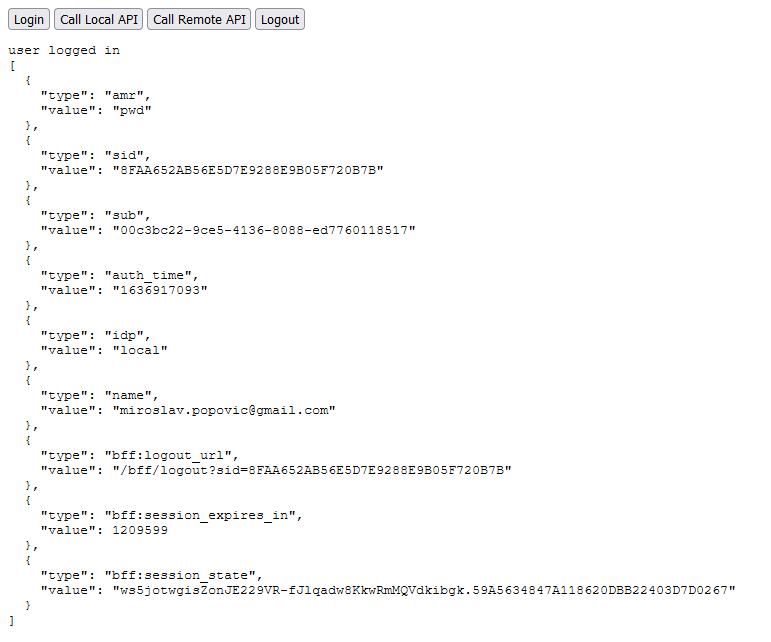 Login Call Local API Call Remote API Logout
user logged in
[
  {
    "type": "amr",
    "value": "pwd"
  },
  {
    "type": "sid",
    "value": "8FAA652AB56E5D7E9288E9B05F720B7B"
  },
  {
    "type": "sub",
    "value": "00c3bc22-9ce5-4136-8088-ed7760118517"
  },
  {
    "type": "auth_time",
    "value": "1636917093"
  },
  {
    "type": "idp",
    "value": "local"
  },
  {
    "type": "name",
    "value": "miroslav.popovic@gmail.com"
  },
  {
    "type": "bff:logout_url",
    "value": "/bff/logout?sid=8FAA652AB56E5D7E9288E9B05F720B7B"
  },
  {
    "type": "bff:session_expires_in",
    "value": 1209599
  },
  {
    "type": "bff:session_state",
    "value": "ws5jotwgisZonJE229VR-fJlqadw8KkwRmMQVdkibgk.59A5634847A118620DBB22403D7D0267"
  }
]